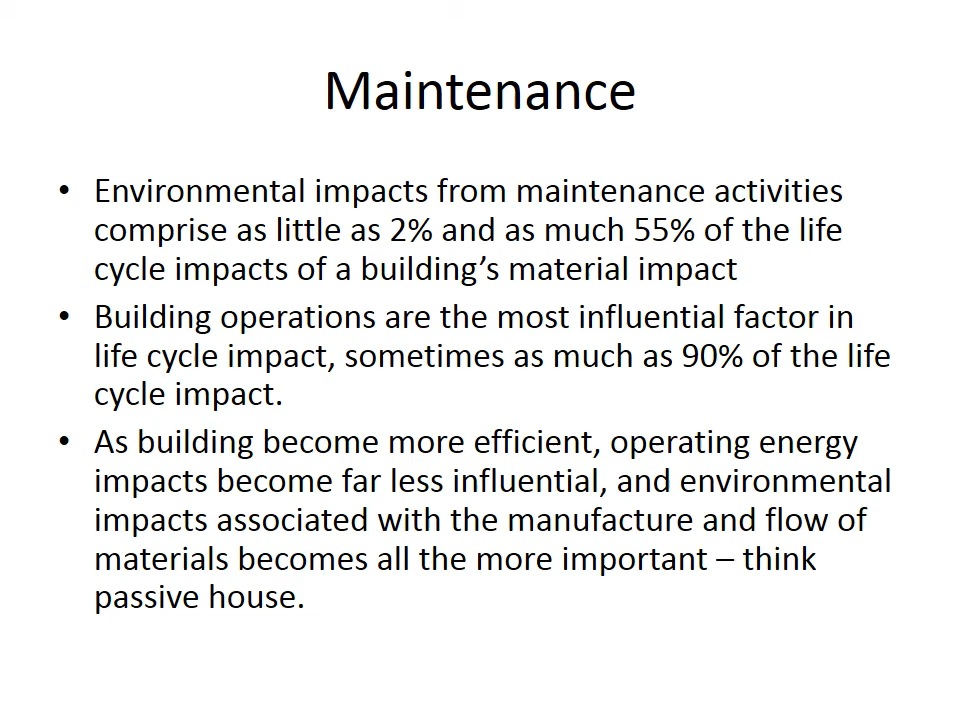 Maintenance
• Environmental impacts from maintenance activities
comprise as little as 2% and as much 55% of the life
cycle impacts of a building’s material impact
• Building operations are the most influential factor in
life cycle impact, sometimes as much as 90% of the life
cycle impact.
• As building become more efficient, operating energy
impacts become far less influential, and environmental
impacts associated with the manufacture and flow of
materials becomes all the more important – think
passive house.